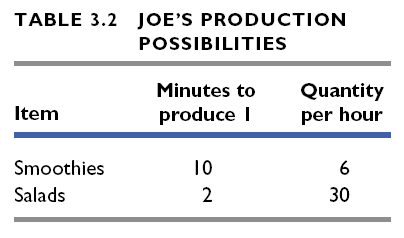 TABLE 3.2 JOE'S PRODUCTION
POSSIBILITIES
Minutes to Quantity
Item produce 1 per hour
Smoothies 10 6
Salads 2 30